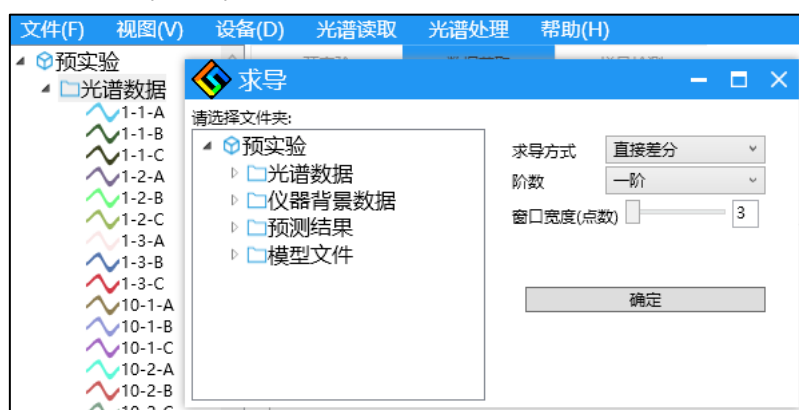 文件(F) 视图(V) 设备(D) 光谱读取 光谱处理 帮助(H)
预实验
光谱数据
1-1-A
1-1-B
1-1-C
1-2-A
1-2-B
1-2-C
1-3-A
1-3-B
1-3-C
10-1-A
10-1-B
10-1-C
10-2-A
10-2-B
求导
请选择文件夹:
预实验
光谱数据
仪器背景数据
预测结果
模型文件
求导方式 直接差分
阶数 一阶
窗口宽度(点数) 3
确定